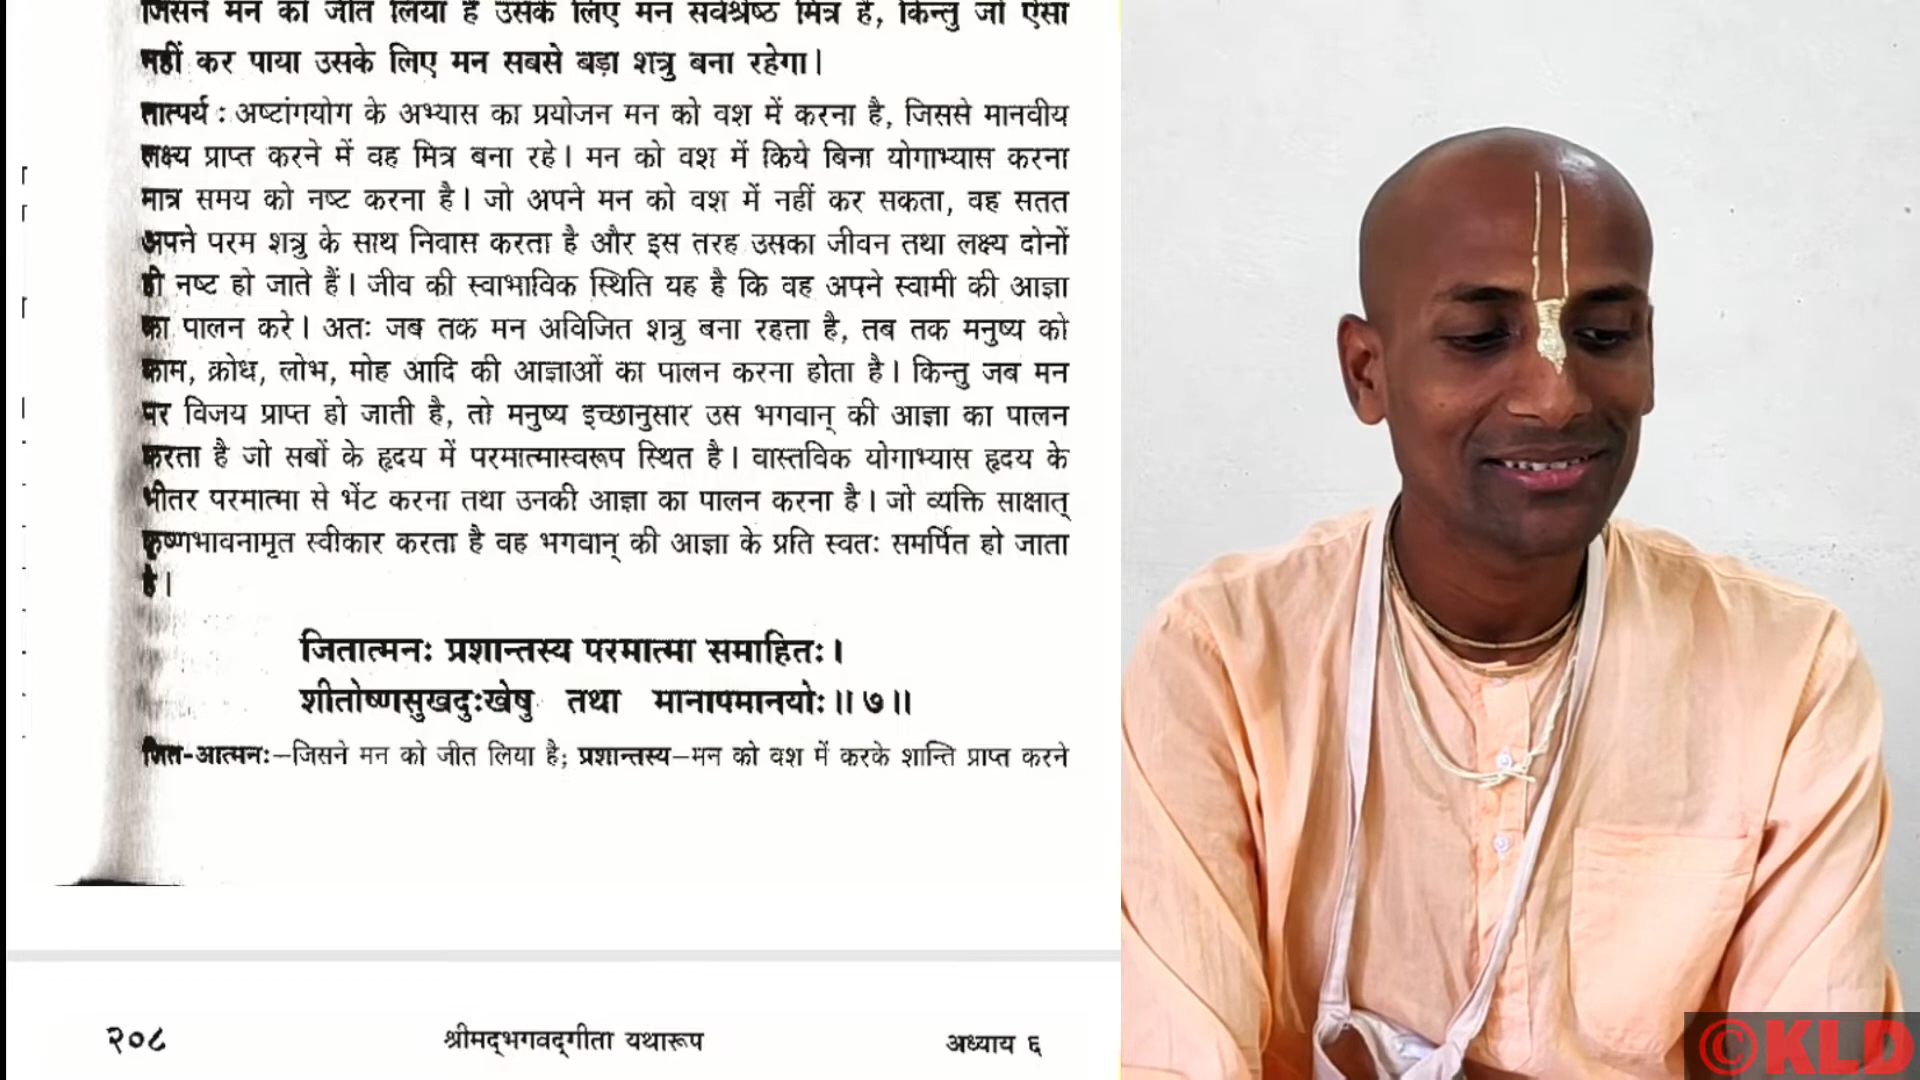 जिसने मन को जीत लिया है उसके लिए मन सर्वश्रेष्ठ मित्र है, किन्तु जो ऐसा
नहीं कर पाया उसके लिए मन सबसे बड़ा शत्रु बना रहेगा।
तात्पर्य : अष्टांगयोग के अभ्यास का प्रयोजन मन को वश में करना है, जिससे मानवीय
लक्ष्य प्राप्त करने में वह मित्र बना रहे। मन को वश में किये बिना योगाभ्यास करना
मात्र समय को नष्ट करना है। जो अपने मन को वश में नहीं कर सकता, वह सतत
अपने परम शत्रु के साथ निवास करता है और इस तरह उसका जीवन तथा लक्ष्य दोनों
ही नष्ट हो जाते हैं। जीव की स्वाभाविक स्थिति यह है कि वह अपने स्वामी की आज्ञा
का पालन करे। अतः जब तक मन अविजित शत्रु बना रहता है, तब तक मनुष्य को
काम, क्रोध, लोभ, मोह आदि की आज्ञाओं का पालन करना होता है। किन्तु जब मन
पर विजय प्राप्त हो जाती है, तो मनुष्य इच्छानुसार उस भगवान् की आज्ञा का पालन
करता है जो सबों के हृदय में परमात्मास्वरूप स्थित है। वास्तविक योगाभ्यास हृदय के
भीतर परमात्मा से भेंट करना तथा उनकी आज्ञा का पालन करना है। जो व्यक्ति साक्षात्
कृष्णभावनामृत स्वीकार करता है वह भगवान् की आज्ञा के प्रति स्वतः समर्पित हो जाता
है।
जितात्मनः प्रशान्तस्य परमात्मा समाहितः।
शीतोष्णसुखदुःखेषु तथा मानापमानयोः॥ ७॥
जित-आत्मनः—जिसने मन को जीत लिया है; प्रशान्तस्य—मन को वश में करके शान्ति प्राप्त करने
२०८ श्रीमद्भगवद्गीता यथारूप अध्याय ६
©KLD